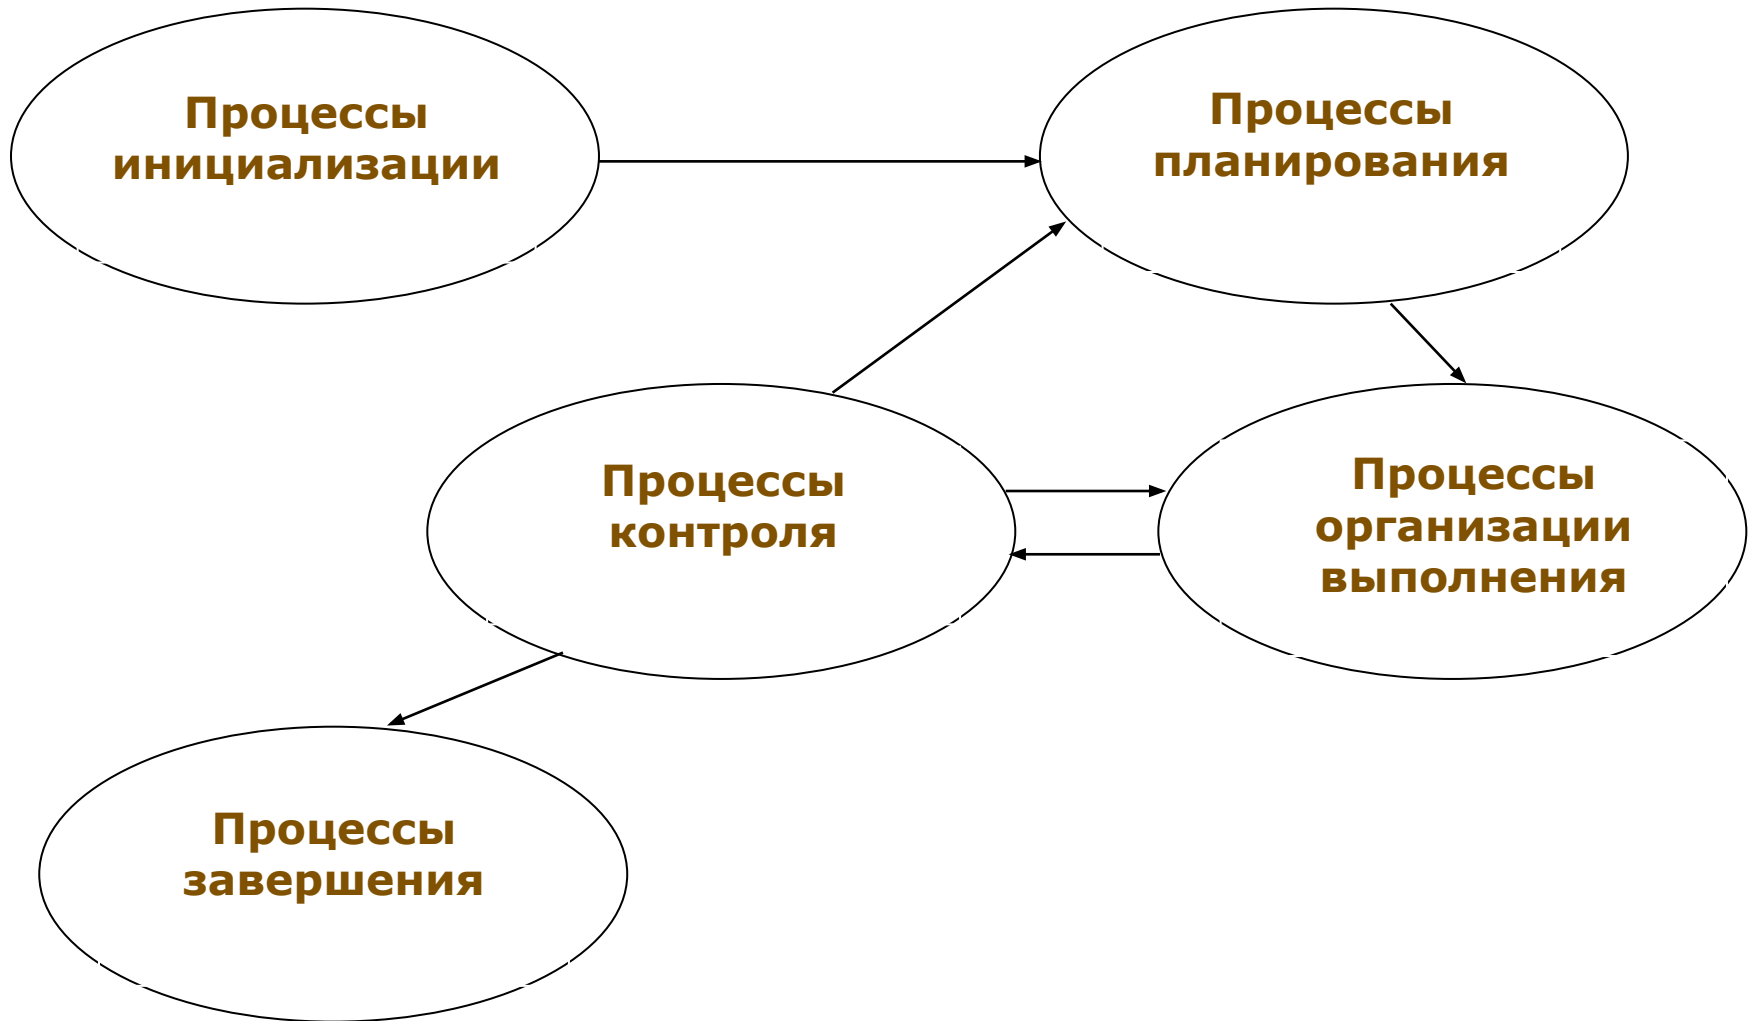 Процессы
инициализации
Процессы
планирования
Процессы
контроля
Процессы
организации
выполнения
Процессы
завершения